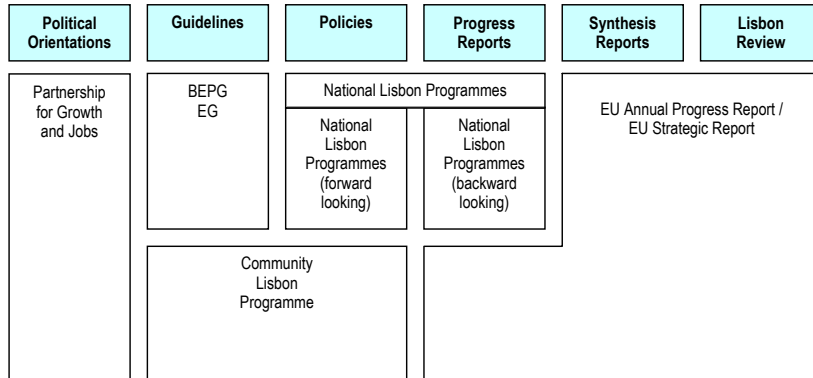 Political
Orientations
Guidelines
Policies
Progress
Reports
Synthesis
Reports
Lisbon
Review
Partnership
for Growth
and Jobs
BEPG
EG
National Lisbon Programmes
National
Lisbon
Programmes
(forward
looking)
National
Lisbon
Programmes
(backward
looking)
EU Annual Progress Report /
EU Strategic Report
Community
Lisbon
Programme